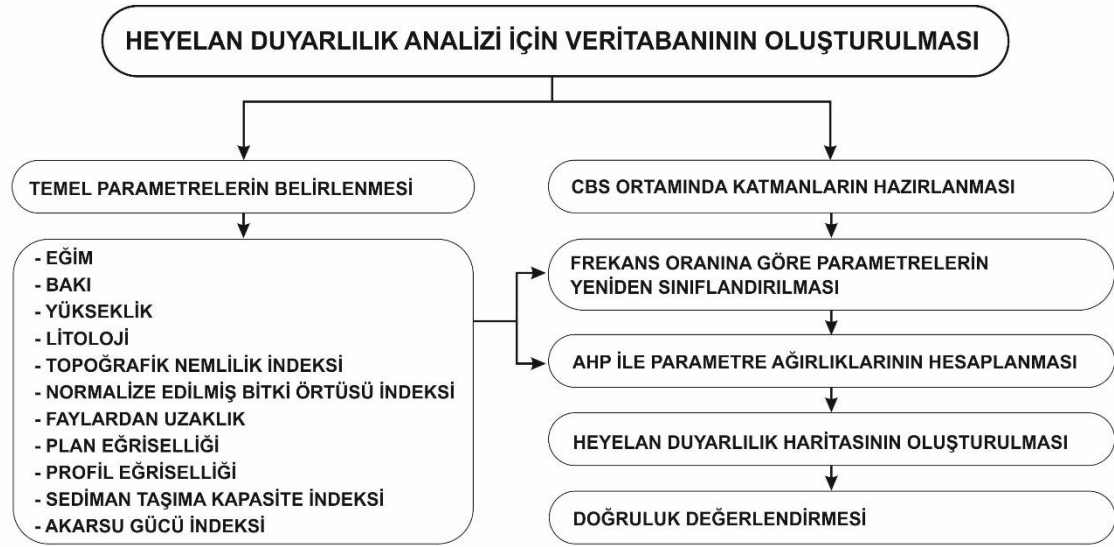 HEYELAN DUYARLILIK ANALİZİ İÇİN VERİTABANININ OLUŞTURULMASI
TEMEL PARAMETRELERİN BELİRLENMESİ
- EĞİM
- BAKI
- YÜKSEKLİK
- LİTOLOJİ
- TOPOĞRAFİK NEMLİLİK İNDEKSİ
- NORMALİZE EDİLMİŞ BİTKİ ÖRTÜSÜ İNDEKSİ
- FAYLARDAN UZAKLIK
- PLAN EĞRİSELLİĞİ
- PROFİL EĞRİSELLİĞİ
- SEDİMAN TAŞIMA KAPASİTE İNDEKSİ
- AKARSU GÜCÜ İNDEKSİ
CBS ORTAMINDA KATMANLARIN HAZIRLANMASI
FREKANS ORANINA GÖRE PARAMETRELERİN
YENİDEN SINIFLANDIRILMASI
AHP İLE PARAMETRE AĞIRLIKLARININ HESAPLANMASI
HEYELAN DUYARLILIK HARİTASININ OLUŞTURULMASI
DOĞRULUK DEĞERLENDİRMESİ